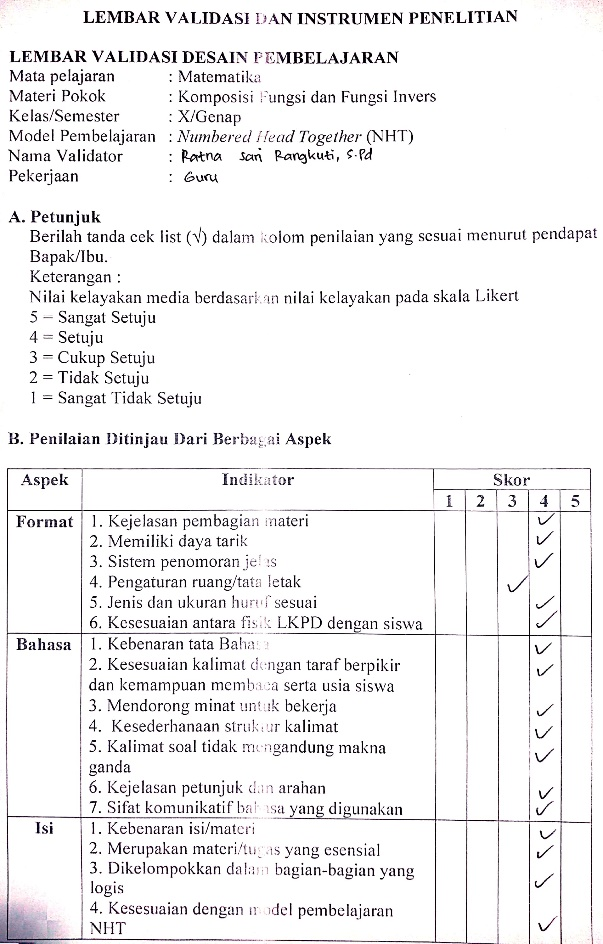 LEMBAR VALIDASI DAN INSTRUMEN PENELITIAN
LEMBAR VALIDASI DESAIN PEMBELAJARAN
Mata pelajaran : Matematika
Materi Pokok : Komposisi Fungsi dan Fungsi Invers
Kelas/Semester : X/Genap
Model Pembelajaran : Numbered Head Together (NHT)
Nama Validator : Ratna Sari Rangkuti, S.Pd
Pekerjaan : Guru
A. Petunjuk
Berilah tanda cek list (√) dalam kolom penilaian yang sesuai menurut pendapat
Bapak/Ibu.
Keterangan :
Nilai kelayakan media berdasarkan nilai kelayakan pada skala Likert
5 = Sangat Setuju
4 = Setuju
3 = Cukup Setuju
2 = Tidak Setuju
1 = Sangat Tidak Setuju
B. Penilaian Ditinjau Dari Berbagai Aspek
Aspek Indikator Skor
1 2 3 4 5
Format 1. Kejelasan pembagian materi ✓
2. Memiliki daya tarik ✓
3. Sistem penomoran jelas ✓
4. Pengaturan ruang/tata letak ✓
5. Jenis dan ukuran huruf sesuai ✓
6. Kesesuaian antara fisik LKPD dengan siswa ✓
Bahasa 1. Kebenaran tata Bahasa ✓
2. Kesesuaian kalimat dengan taraf berpikir ✓
dan kemampuan membaca serta usia siswa
3. Mendorong minat untuk bekerja ✓
4. Kesederhanaan struktur kalimat ✓
5. Kalimat soal tidak mengandung makna ✓
ganda
6. Kejelasan petunjuk dan arahan ✓
7. Sifat komunikatif bahasa yang digunakan ✓
Isi 1. Kebenaran isi/materi ✓
2. Merupakan materi/tugas yang esensial ✓
3. Dikelompokkan dalam bagian-bagian yang
logis ✓
4. Kesesuaian dengan model pembelajaran
NHT ✓